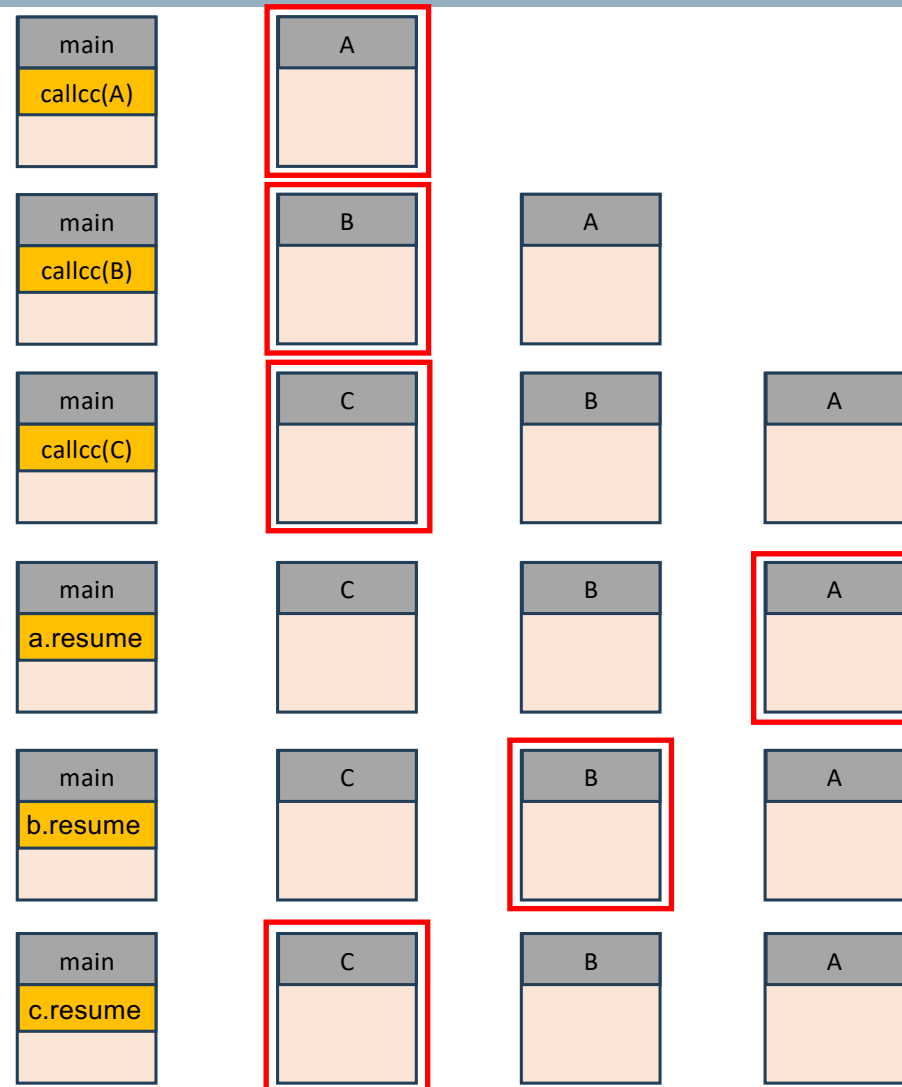 main A
callcc(A)
main B A
callcc(B)
main C B A
callcc(C)
main C B A
a.resume
main C B A
b.resume
main C B A
c.resume